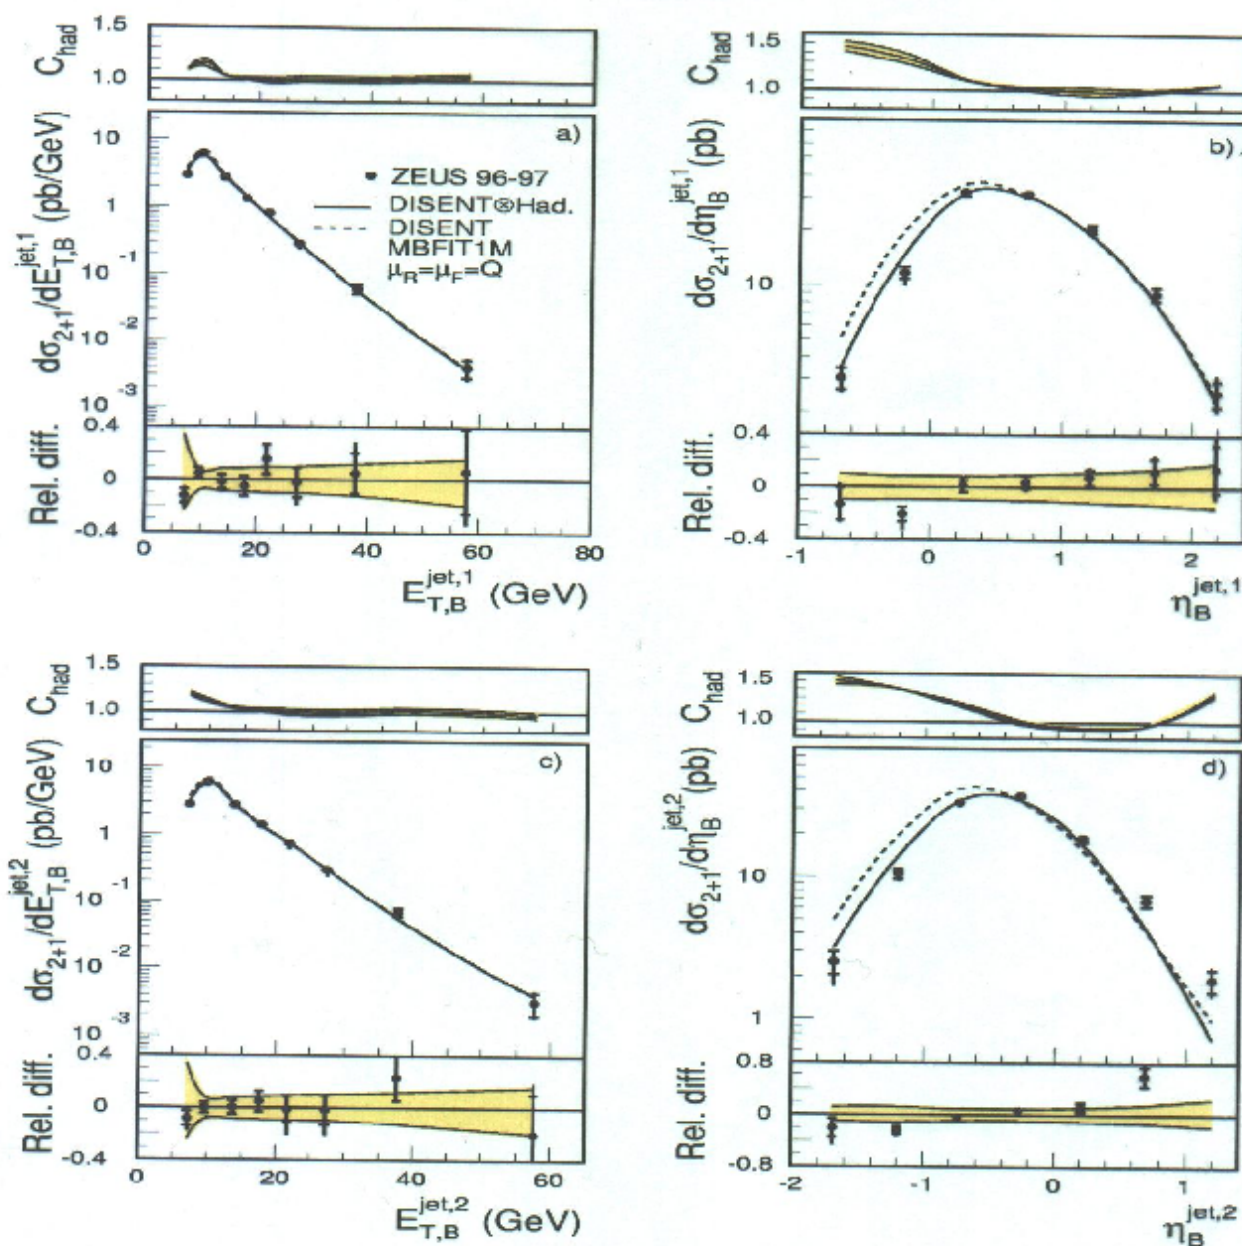 1.5
1.0
C_had
a)
10
1
10^-1
10^-2
10^-3
dσ_2+1/dE_T,B^jet,1 (pb/GeV)
ZEUS 96-97
DISENT⊗Had.
DISENT
MBFIT1M
μ_R=μ_F=Q
0.4
0
-0.4
Rel. diff.
0 20 40 60 80
E_T,B^jet,1 (GeV)
1.5
1.0
C_had
b)
10
dσ_2+1/dη_B^jet,1 (pb)
0.4
0
-0.4
Rel. diff.
-1 0 1 2
η_B^jet,1
1.5
1.0
C_had
c)
10
1
10^-1
10^-2
10^-3
dσ_2+1/dE_T,B^jet,2 (pb/GeV)
0.4
0
-0.4
Rel. diff.
0 20 40 60
E_T,B^jet,2 (GeV)
1.5
1.0
C_had
d)
10
1
dσ_2+1/dη_B^jet,2 (pb)
0.8
0
-0.8
Rel. diff.
-2 -1 0 1
η_B^jet,2